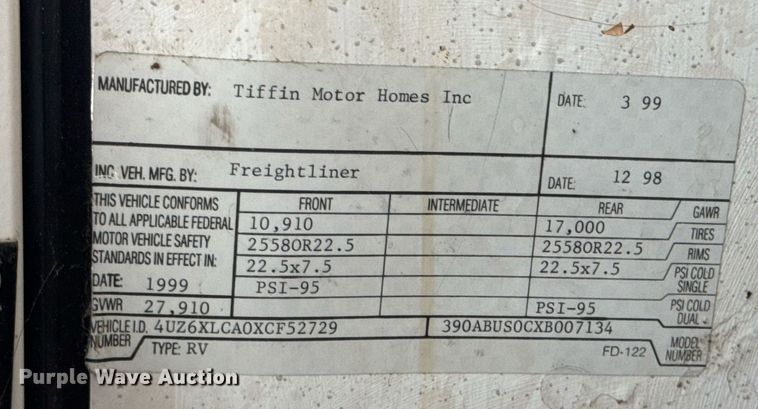 MANUFACTURED BY: Tiffin Motor Homes Inc DATE: 3 99
INC. VEH. MFG. BY: Freightliner DATE: 12 98
THIS VEHICLE CONFORMS TO ALL APPLICABLE FEDERAL MOTOR VEHICLE SAFETY STANDARDS IN EFFECT IN:
DATE: 1999
FRONT INTERMEDIATE REAR GAWR
10,910 17,000 TIRES
25580R22.5 25580R22.5 RIMS
22.5x7.5 22.5x7.5 PSI COLD SINGLE
PSI-95
GVWR 27,910 PSI-95 PSI COLD DUAL
VEHICLE I.D. NUMBER 4UZ6XLCA0XCF52729 390ABUS0CXB007134
TYPE: RV FD-122 MODEL NUMBER
Purple Wave Auction